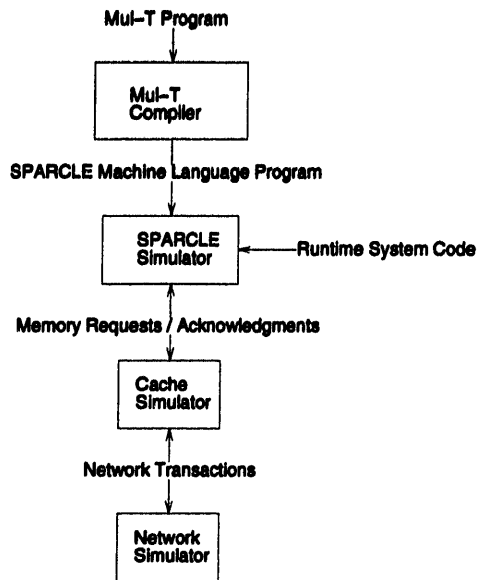 Mul-T Program
Mul-T
Compiler
SPARCLE Machine Language Program
SPARCLE
Simulator
Runtime System Code
Memory Requests / Acknowledgments
Cache
Simulator
Network Transactions
Network
Simulator